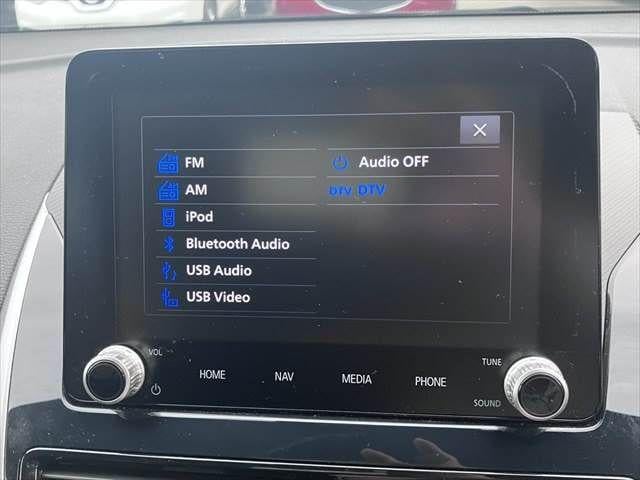 FM
AM
iPod
Bluetooth Audio
USB Audio
USB Video
Audio OFF
DTV DTV
VOL
HOME
NAV
MEDIA
PHONE
TUNE
SOUND